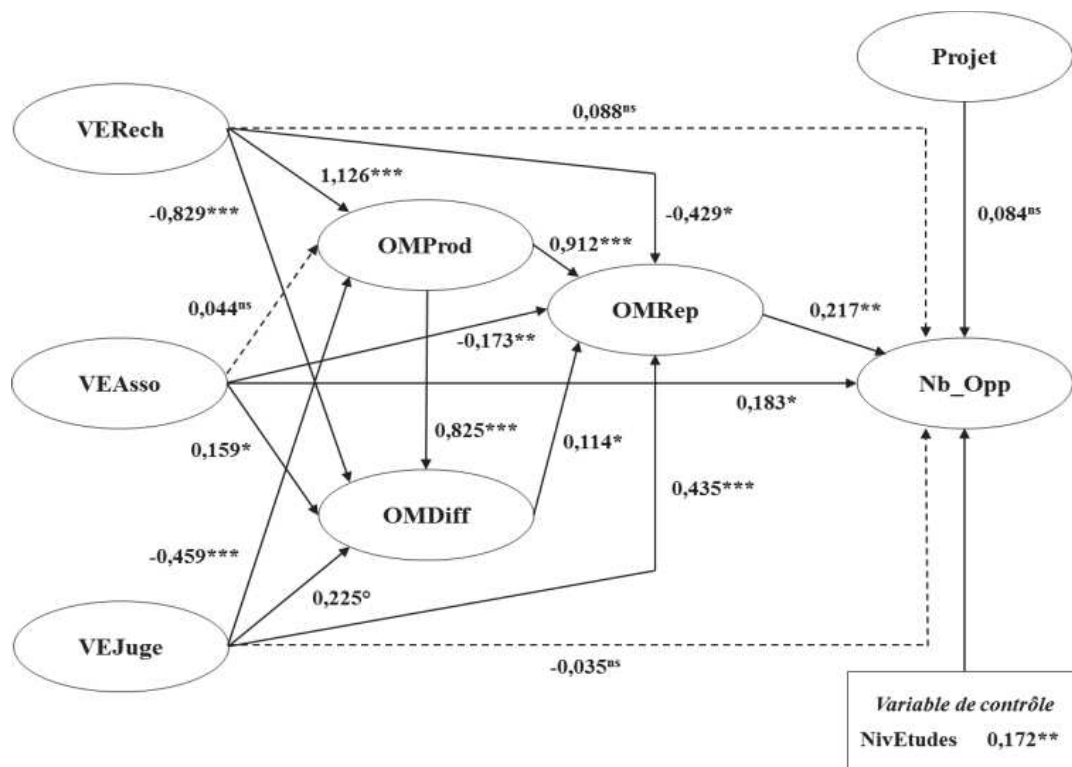 Projet
VERech
0,088ns
1,126***
-0,829***
-0,429*
0,084ns
OMProd
0,912***
0,044ns
OMRep
0,217**
-0,173**
VEAsso
Nb_Opp
0,183*
0,825***
0,159*
0,114*
0,435***
OMDiff
-0,459***
0,225°
VEJuge
-0,035ns
Variable de contrôle
NivEtudes 0,172**